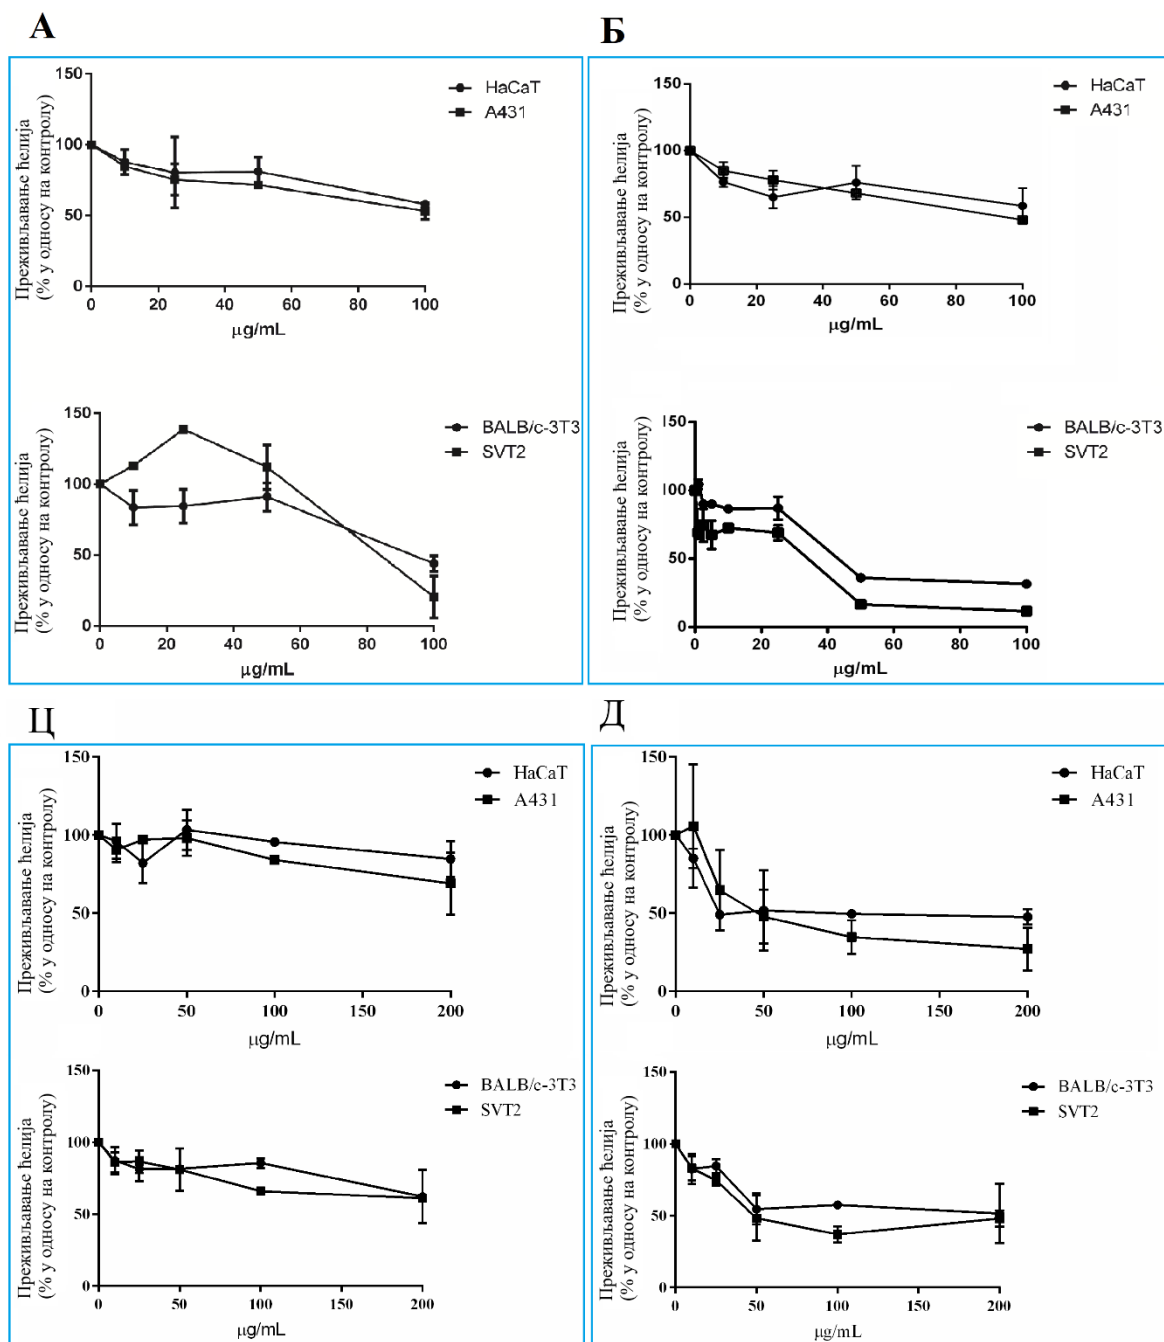 А
Преживљавање ћелија
(% у односу на контролу)
150
100
50
0
0 20 40 60 80 100
µg/mL
HaCaT
A431
Преживљавање ћелија
(% у односу на контролу)
150
100
50
0
0 20 40 60 80 100
µg/mL
BALB/c-3T3
SVT2
Б
Преживљавање ћелија
(% у односу на контролу)
150
100
50
0
0 20 40 60 80 100
µg/mL
HaCaT
A431
Преживљавање ћелија
(% у односу на контролу)
150
100
50
0
0 20 40 60 80 100
µg/mL
BALB/c-3T3
SVT2
Ц
Преживљавање ћелија
(% у односу на контролу)
150
100
50
0
0 50 100 150 200
µg/mL
HaCaT
A431
Преживљавање ћелија
(% у односу на контролу)
150
100
50
0
0 50 100 150 200
µg/mL
BALB/c-3T3
SVT2
Д
Преживљавање ћелија
(% у односу на контролу)
150
100
50
0
0 50 100 150 200
µg/mL
HaCaT
A431
Преживљавање ћелија
(% у односу на контролу)
150
100
50
0
0 50 100 150 200
µg/mL
BALB/c-3T3
SVT2